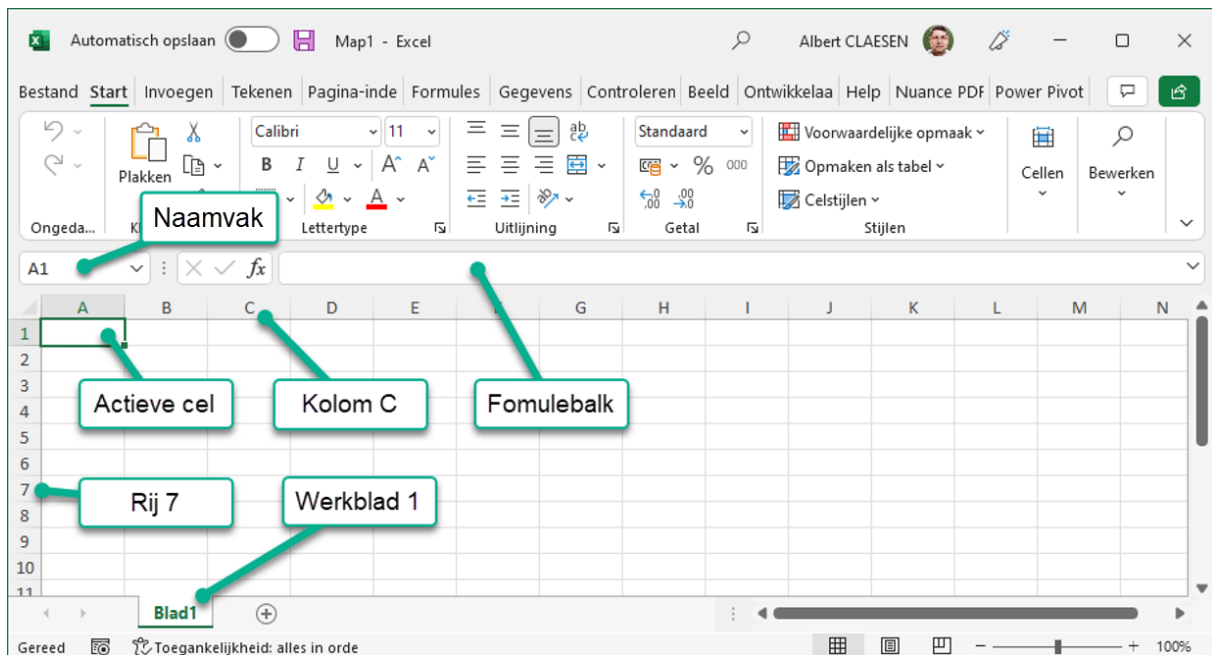 Automatisch opslaan Map1 - Excel Albert CLAESEN
Bestand Start Invoegen Tekenen Pagina-inde Formules Gegevens Controleren Beeld Ontwikkelaa Help Nuance PDF Power Pivot
Calibri 11 ab Standaard Voorwaardelijke opmaak
Plakken B I U A A % 000 Opmaken als tabel Cellen Bewerken
A Celstijlen
Naamvak
Ongeda... Lettertype Uitlijning Getal Stijlen
A1 fx
A B C D E G H I J K L M N
1
2
3
4
Actieve cel Kolom C Fomulebalk
5
6
7
Rij 7 Werkblad 1
8
9
10
11
Blad1
Gereed Toegankelijkheid: alles in orde 100%